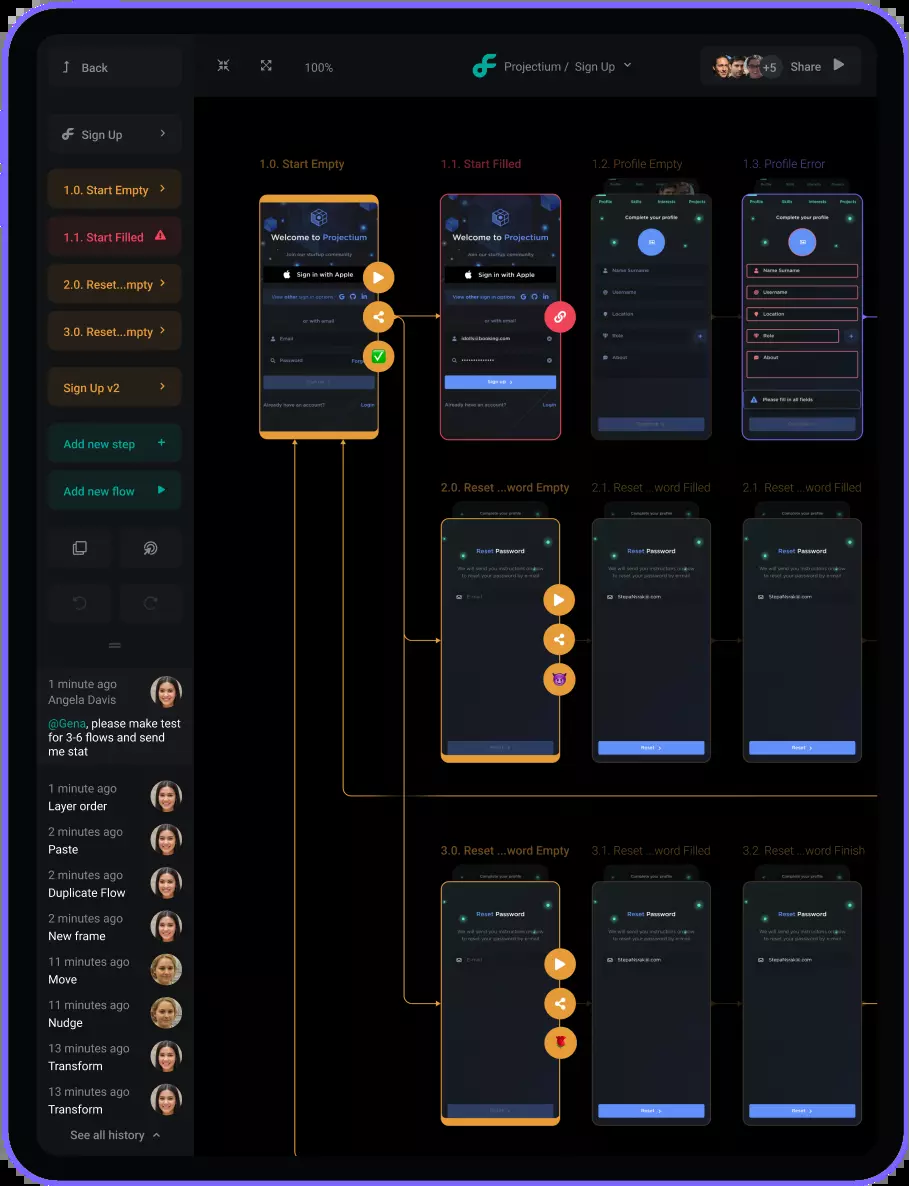 Back
100%
Projectium / Sign Up
+5
Share
Sign Up
1.0. Start Empty
1.1. Start Filled
2.0. Reset...mpty
3.0. Reset...mpty
Sign Up v2
Add new step
Add new flow
1 minute ago
Angela Davis
@Gena, please make test
for 3-6 flows and send
me stat
1 minute ago
Layer order
2 minutes ago
Paste
2 minutes ago
Duplicate Flow
2 minutes ago
New frame
11 minutes ago
Move
11 minutes ago
Nudge
13 minutes ago
Transform
13 minutes ago
Transform
See all history
1.0. Start Empty
Welcome to Projectium
Join our startup community
Sign in with Apple
View other sign in options
or with email
Email
Password
Already have an account?
Login
1.1. Start Filled
Welcome to Projectium
Join our startup community
Sign in with Apple
View other sign in options
or with email
Sign up
Already have an account?
Login
1.2. Profile Empty
Profile Skills Interests Projects
Complete your profile
Name Surname
Username
Location
Role
About
1.3. Profile Error
Profile Skills Interests Projects
Complete your profile
Name Surname
Username
Location
Role
About
Please fill in all fields
2.0. Reset ...word Empty
Complete your profile
Reset Password
We will send you instructions on how
to reset your password by e-mail
E-mail
2.1. Reset ...word Filled
Complete your profile
Reset Password
We will send you instructions on how
to reset your password by e-mail
Reset
2.1 Reset ...word Filled
Complete your profile
Reset Password
We will send you instructions on how
to reset your password by e-mail
Reset
3.0. Reset ...word Empty
Complete your profile
Reset Password
We will send you instructions on how
to reset your password by e-mail
E-mail
3.1. Reset ...word Filled
Complete your profile
Reset Password
We will send you instructions on how
to reset your password by e-mail
Reset
3.2 Reset ...word Finish
Complete your profile
Reset Password
We will send you instructions on how
to reset your password by e-mail
Reset